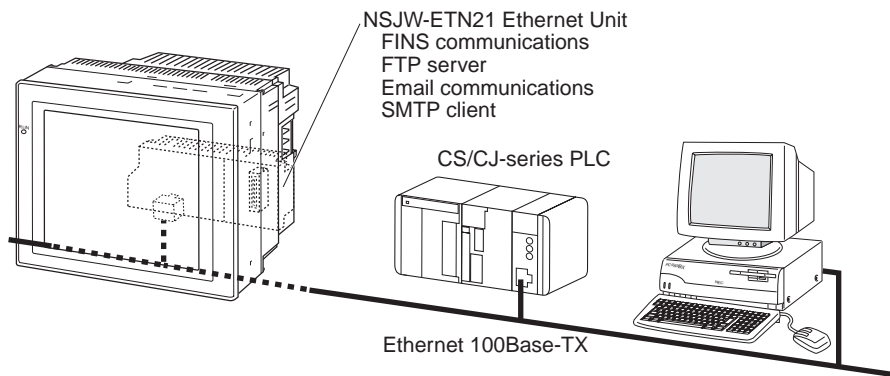 NSJW-ETN21 Ethernet Unit
FINS communications
FTP server
Email communications
SMTP client
CS/CJ-series PLC
Ethernet 100Base-TX